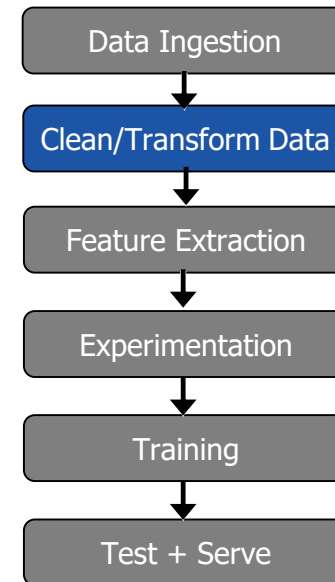 Data Ingestion
Clean/Transform Data
Feature Extraction
Experimentation
Training
Test + Serve